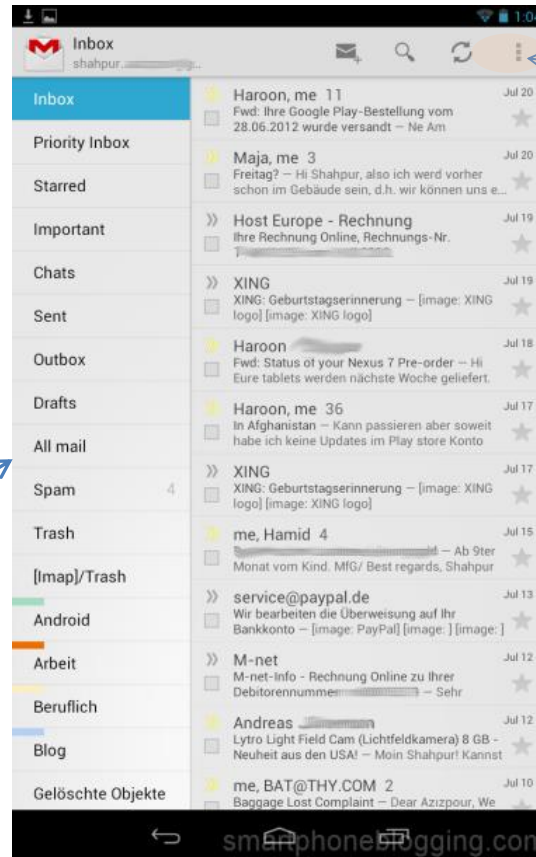 1:04
Inbox
shahpur.
Inbox
Priority Inbox
Starred
Important
Chats
Sent
Outbox
Drafts
All mail
Spam 4
Trash
[Imap]/Trash
Android
Arbeit
Beruflich
Blog
Gelöschte Objekte
Haroon, me 11 Jul 20
Fwd: Ihre Google Play-Bestellung vom
28.06.2012 wurde versandt – Ne Am
Maja, me 3 Jul 20
Freitag? – Hi Shahpur, also ich werd vorher
schon im Gebäude sein, d.h. wir können uns e...
Host Europe - Rechnung Jul 19
Ihre Rechnung Online, Rechnungs-Nr.
XING Jul 19
XING: Geburtstagserinnerung – [image: XING
logo] [image: XING logo]
Haroon Jul 18
Fwd: Status of your Nexus 7 Pre-order – Hi
Eure tablets werden nächste Woche geliefert.
Haroon, me 36 Jul 17
In Afghanistan – Kann passieren aber soweit
habe ich keine Updates im Play store Konto
XING Jul 17
XING: Geburtstagserinnerung – [image: XING
logo] [image: XING logo]
me, Hamid 4 Jul 15
– Ab 9ter
Monat vom Kind. MfG/ Best regards, Shahpur
service@paypal.de Jul 13
Wir bearbeiten die Überweisung auf Ihr
Bankkonto – [image: PayPal] [image: ] [image: ]
M-net Jul 12
M-net-Info - Rechnung Online zu Ihrer
Debitorennummer – Sehr
Andreas Jul 12
Lytro Light Field Cam (Lichtfeldkamera) 8 GB -
Neuheit aus den USA! – Moin Shahpur! Kannst
me, BAT@THY.COM 2 Jul 10
Baggage Lost Complaint – Dear Azizpour, We
smartphoneblogging.com